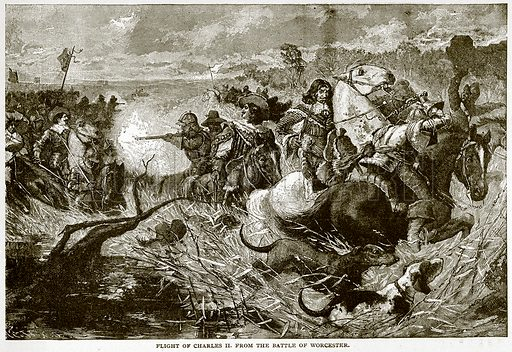 FLIGHT OF CHARLES II. FROM THE BATTLE OF WORCESTER.